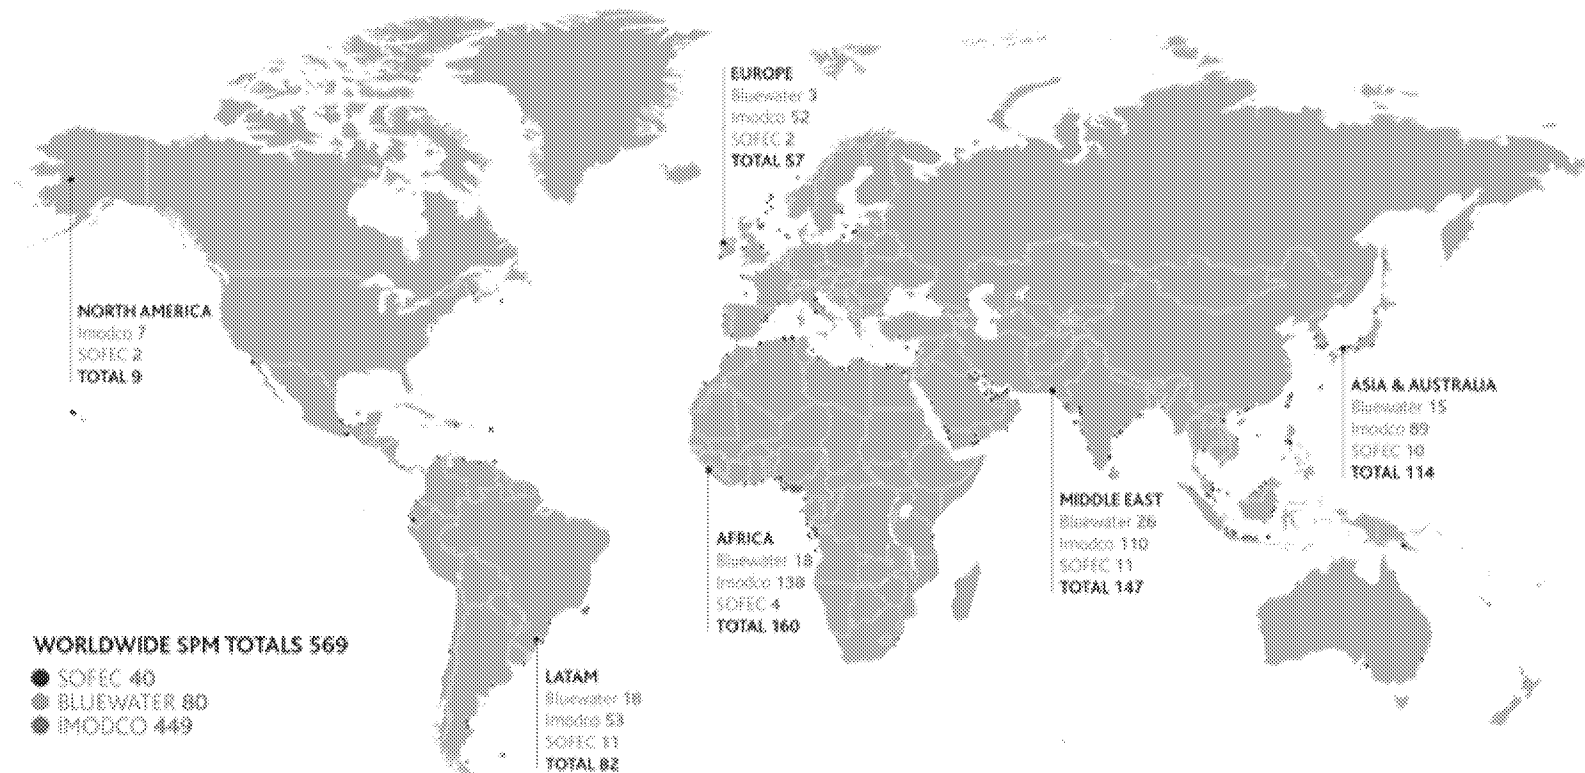 EUROPE
Bluewater 3
Imodco 52
SOFEC 2
TOTAL 57
NORTH AMERICA
Imodco 7
SOFEC 2
TOTAL 9
ASIA & AUSTRALIA
Bluewater 15
Imodco 89
SOFEC 10
TOTAL 114
MIDDLE EAST
Bluewater 26
Imodco 110
SOFEC 11
TOTAL 147
AFRICA
Bluewater 18
Imodco 138
SOFEC 4
TOTAL 160
WORLDWIDE SPM TOTALS 569
SOFEC 40
BLUEWATER 80
IMODCO 449
LATAM
Bluewater 18
Imodco 53
SOFEC 11
TOTAL 82